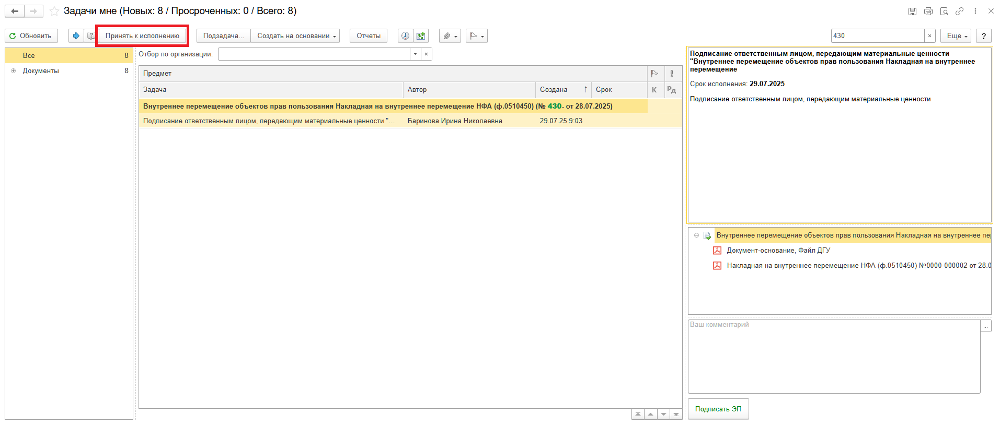 Задачи мне (Новых: 8 / Просроченных: 0 / Всего: 8)
Обновить
Принять к исполнению
Подзадача...
Создать на основании
Отчеты
430
×
Еще
?
Все 8
Документы 8
Отбор по организации:
×
Предмет
Задача Автор Создана ↑ Срок К Рд
Внутреннее перемещение объектов прав пользования Накладная на внутреннее перемещение НФА (ф.0510450) (№ 430- от 28.07.2025)
Подписание ответственным лицом, передающим материальные ценности "... Баринова Ирина Николаевна 29.07.25 9:03
Подписание ответственным лицом, передающим материальные ценности
"Внутреннее перемещение объектов прав пользования Накладная на внутреннее
перемещение
Срок исполнения: 29.07.2025
Подписание ответственным лицом, передающим материальные ценности
Внутреннее перемещение объектов прав пользования Накладная на внутреннее пер
Документ-основание, Файл ДГУ
Накладная на внутреннее перемещение НФА (ф.0510450) №0000-000002 от 28.0
Ваш комментарий
...
Подписать ЭП